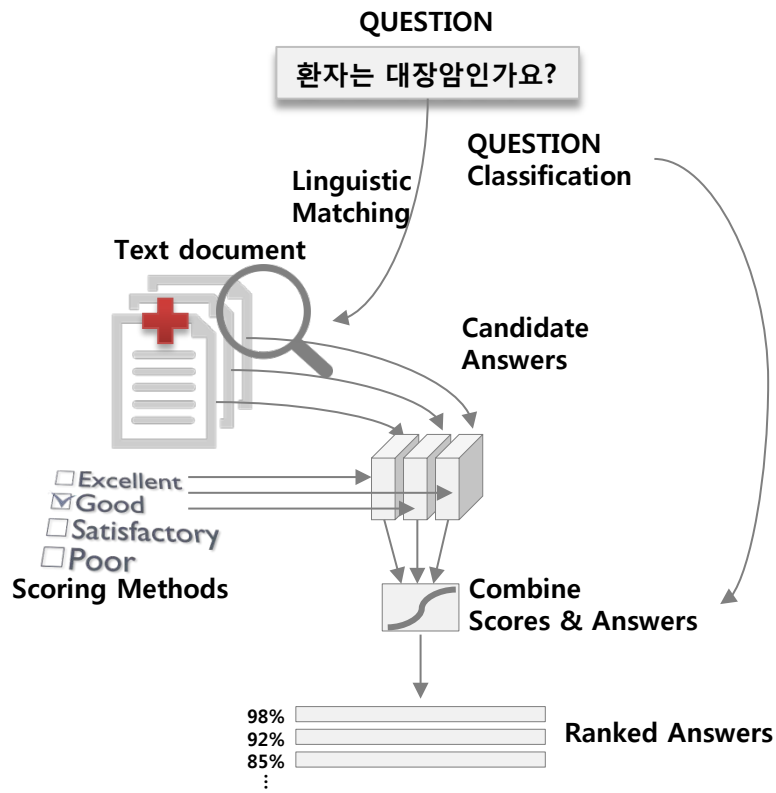 QUESTION
환자는 대장암인가요?
QUESTION
Classification
Linguistic
Matching
Text document
Candidate
Answers
Excellent
Good
Satisfactory
Poor
Scoring Methods
Combine
Scores & Answers
98%
92%
85%
⋮
Ranked Answers